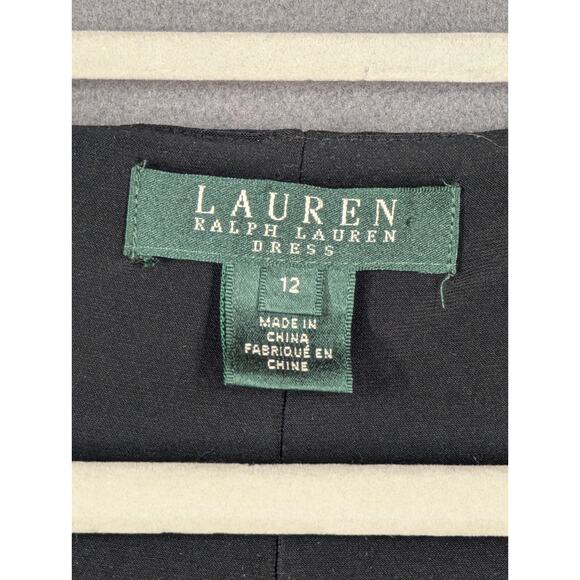 LAUREN
RALPH LAUREN
DRESS
12
MADE IN
CHINA
FABRIQUÉ EN
CHINE